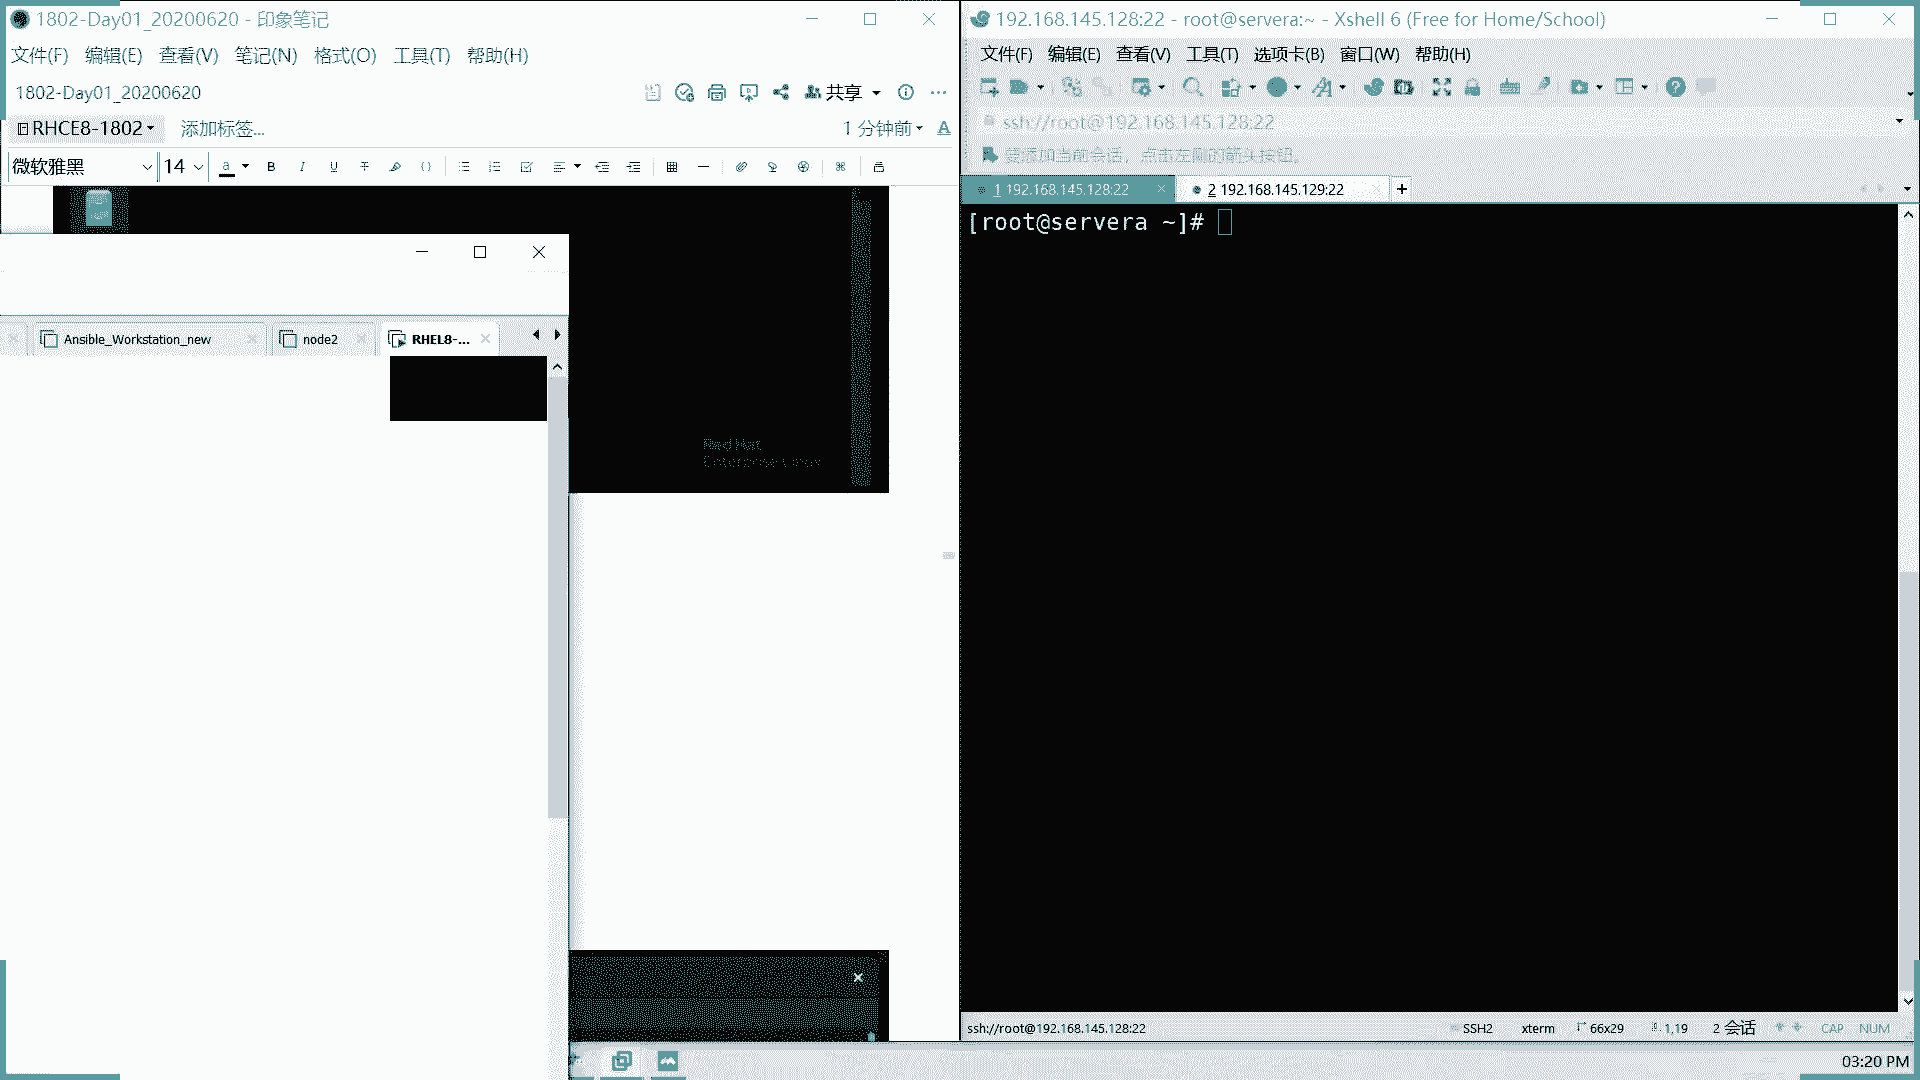 1802-Day01_20200620 - 印象笔记
文件(F) 编辑(E) 查看(V) 笔记(N) 格式(O) 工具(T) 帮助(H)
1802-Day01_20200620
共享
RHCE8-1802
添加标签...
1 分钟前
微软雅黑
14
Ansible_Workstation_new
node2
RHEL8-...
Red Hat
Enterprise Linux
192.168.145.128:22 - root@servera:~ - Xshell 6 (Free for Home/School)
文件(F) 编辑(E) 查看(V) 工具(T) 选项卡(B) 窗口(W) 帮助(H)
ssh://root@192.168.145.128:22
要添加当前会话，点击左侧的箭头按钮。
1 192.168.145.128:22
2 192.168.145.129:22
[root@servera ~]#
ssh://root@192.168.145.128:22
SSH2
xterm
66x29
1,19
2 会话
CAP
NUM
03:20 PM